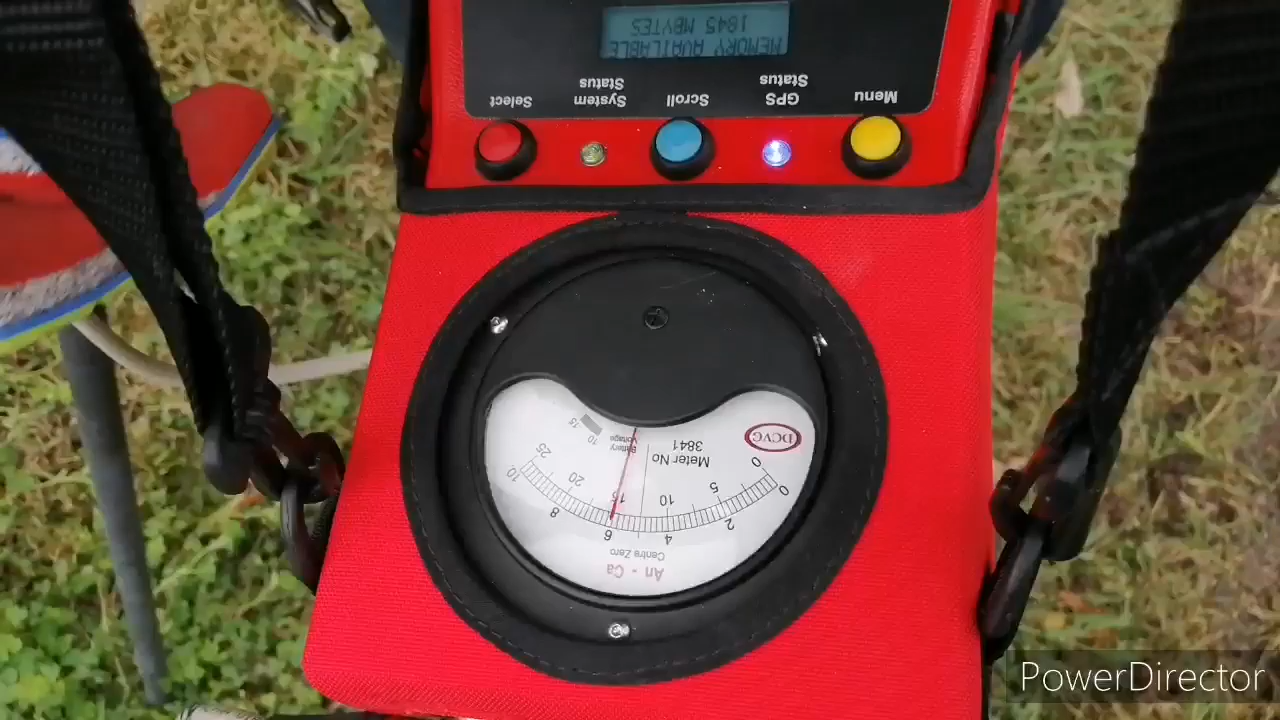 MEMORY AVAILABLE
1845 MBYTES
Menu
GPS
Status
Scroll
System
Status
Select
An - Ca
Centre Zero
0 2 4 6 8 10
0 5 10 15 20 25
Meter No
3841
DCVG
Battery
Voltage
10 15
PowerDirector